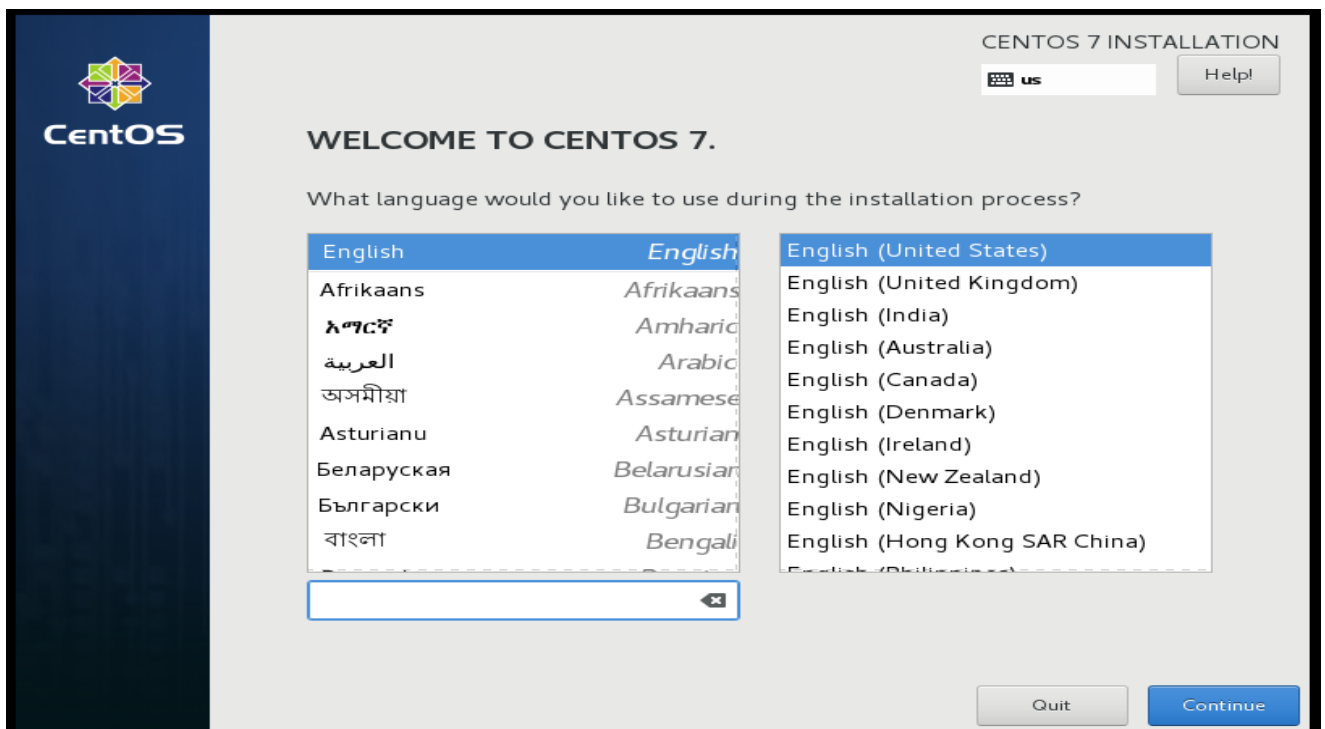 CentOS
CENTOS 7 INSTALLATION
us
Help!
WELCOME TO CENTOS 7.
What language would you like to use during the installation process?
English English
Afrikaans Afrikaans
አማርኛ Amharic
العربية Arabic
অসমীয়া Assamese
Asturianu Asturian
Беларуская Belarusian
Български Bulgarian
বাংলা Bengali
English (United States)
English (United Kingdom)
English (India)
English (Australia)
English (Canada)
English (Denmark)
English (Ireland)
English (New Zealand)
English (Nigeria)
English (Hong Kong SAR China)
English (Philippines)
Quit
Continue